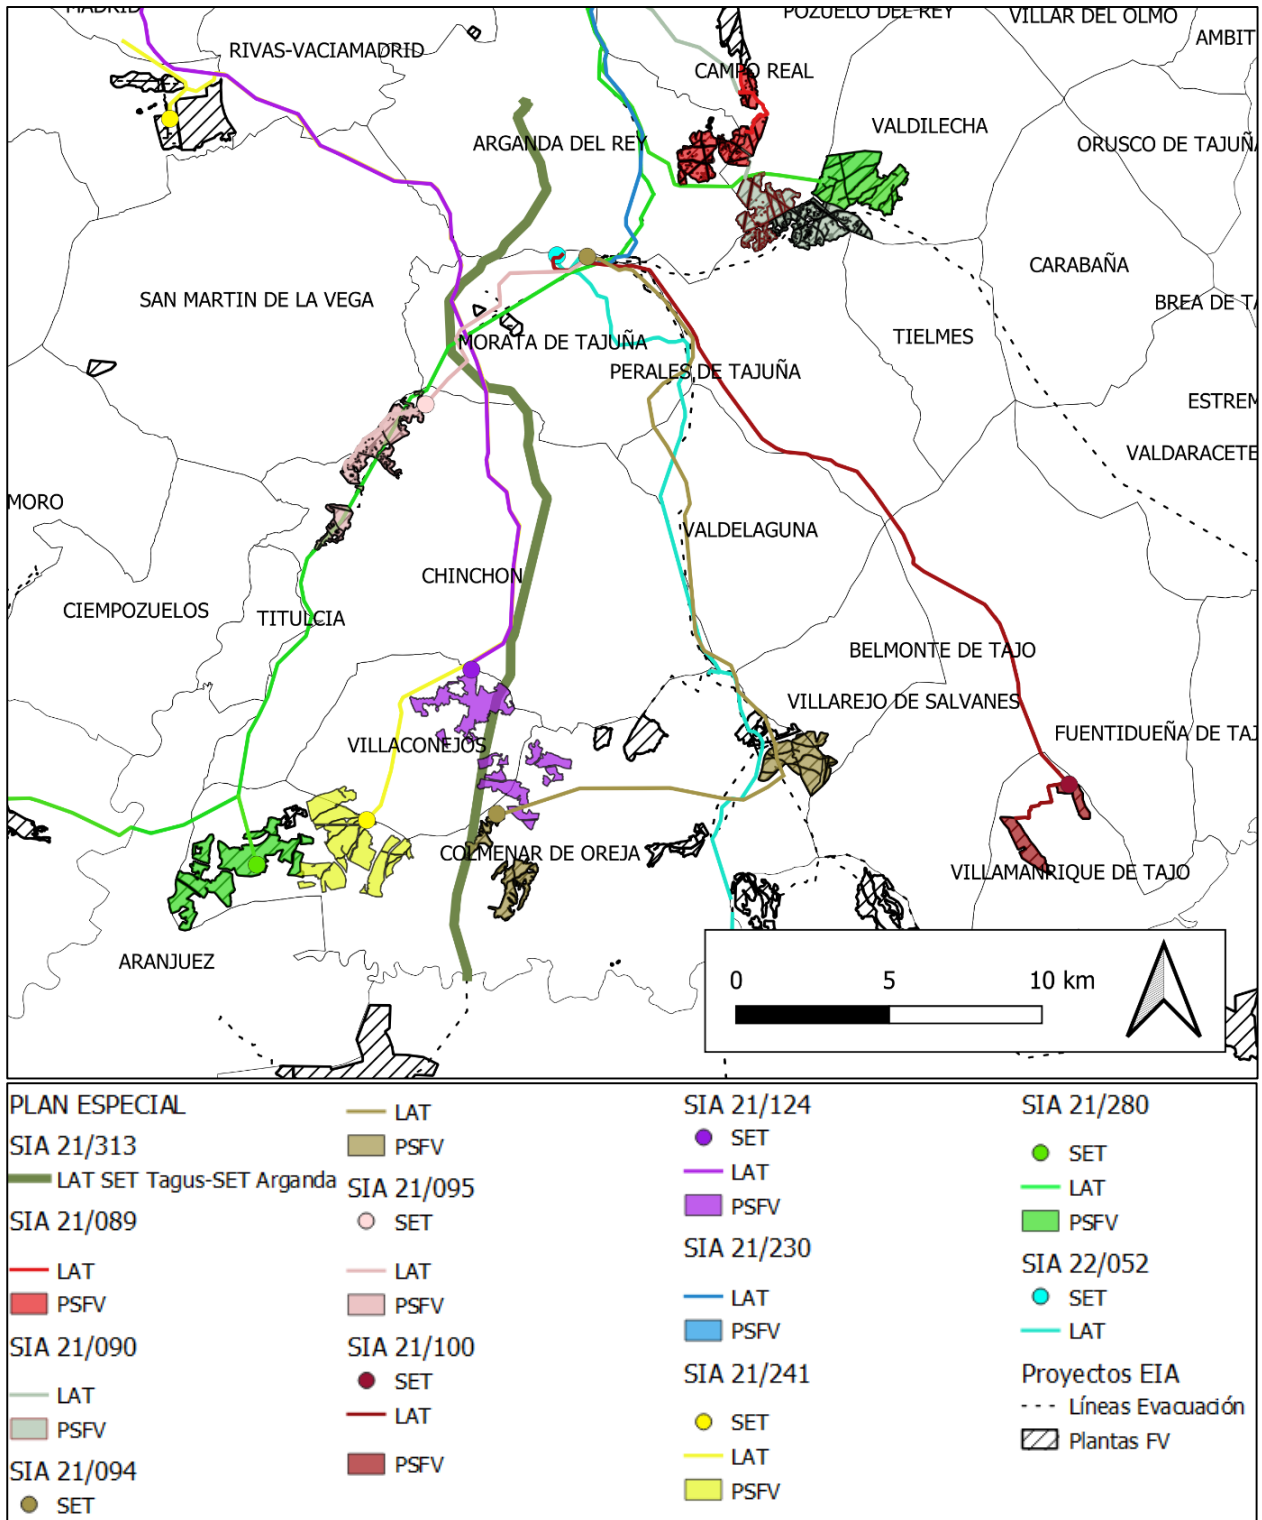 MADRID
POZUELO DEL REY
VILLAR DEL OLMO
AMBIT
RIVAS-VACIAMADRID
CAMPO REAL
VALDILECHA
ARGANDA DEL REY
ORUSCO DE TAJUÑA
CARABAÑA
SAN MARTIN DE LA VEGA
BREA DE TA
TIELMES
MORATA DE TAJUÑA
PERALES DE TAJUÑA
ESTREM
VALDARACETE
MORO
VALDELAGUNA
CHINCHON
CIEMPOZUELOS
TITULCIA
BELMONTE DE TAJO
VILLAREJO DE SALVANES
FUENTIDUEÑA DE TAJ
VILLACONEJOS
COLMENAR DE OREJA
VILLAMANRIQUE DE TAJO
ARANJUEZ
0 5 10 km
PLAN ESPECIAL
SIA 21/313
LAT SET Tagus-SET Arganda
SIA 21/089
LAT
PSFV
SIA 21/090
LAT
PSFV
SIA 21/094
SET
LAT
PSFV
SIA 21/095
SET
LAT
PSFV
SIA 21/100
SET
LAT
PSFV
SIA 21/124
SET
LAT
PSFV
SIA 21/230
LAT
PSFV
SIA 21/241
SET
LAT
PSFV
SIA 21/280
SET
LAT
PSFV
SIA 22/052
SET
LAT
Proyectos EIA
Líneas Evacuación
Plantas FV